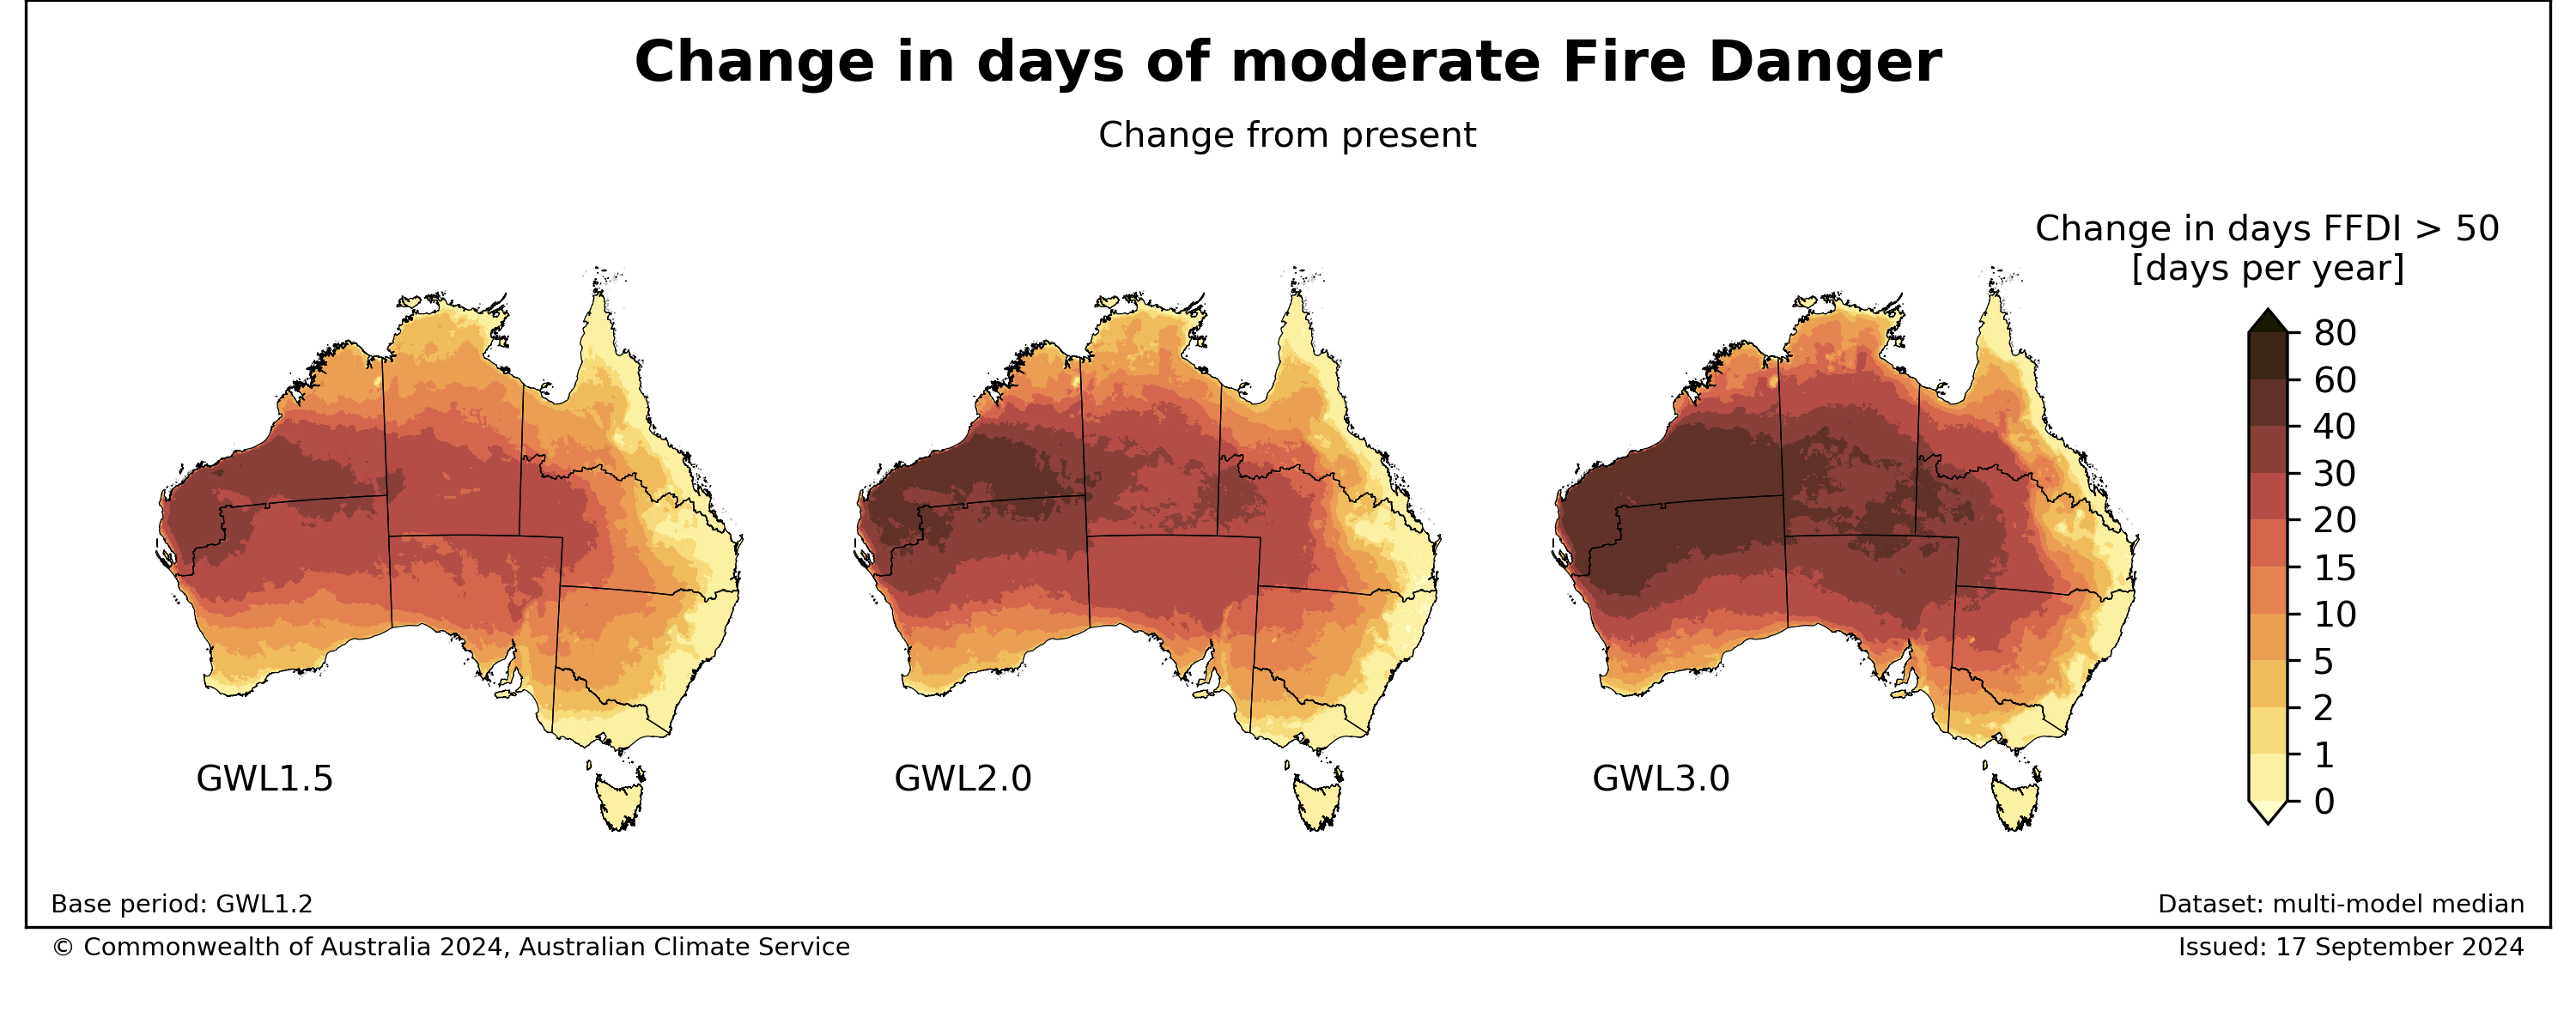 Change in days of moderate Fire Danger
Change from present
Change in days FFDI > 50
[days per year]
80
60
40
30
20
15
10
5
2
1
0
GWL1.5
GWL2.0
GWL3.0
Base period: GWL1.2
Dataset: multi-model median
© Commonwealth of Australia 2024, Australian Climate Service
Issued: 17 September 2024